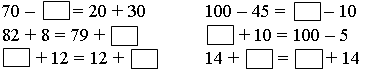 70 − □ = 20 + 30 100 − 45 = □ − 10
82 + 8 = 79 + □ □ + 10 = 100 − 5
□ + 12 = 12 + □ 14 + □ = □ + 14